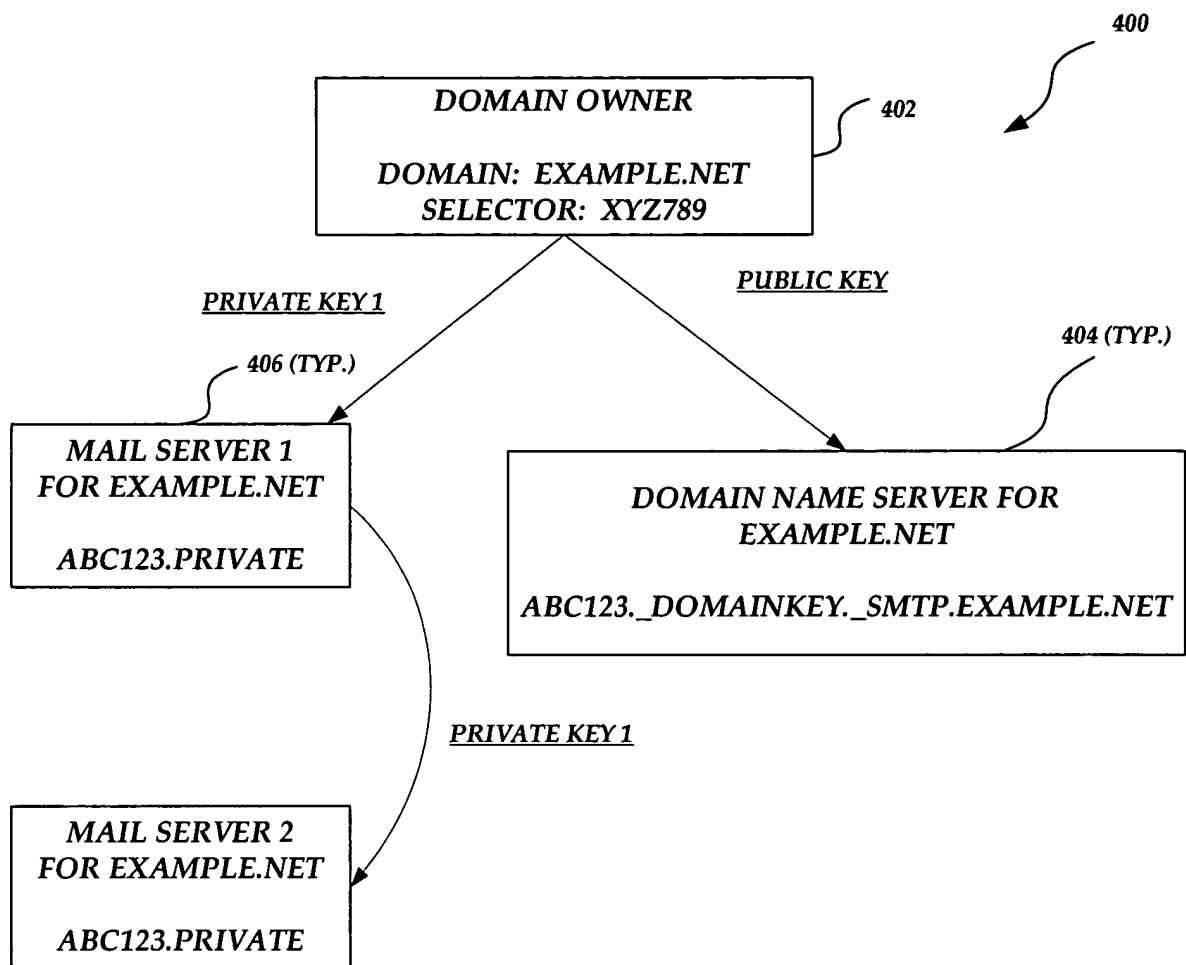 400
DOMAIN OWNER
402
DOMAIN: EXAMPLE.NET
SELECTOR: XYZ789
PUBLIC KEY
PRIVATE KEY 1
404 (TYP.)
406 (TYP.)
MAIL SERVER 1
FOR EXAMPLE.NET
ABC123.PRIVATE
DOMAIN NAME SERVER FOR
EXAMPLE.NET
ABC123._DOMAINKEY._SMTP.EXAMPLE.NET
PRIVATE KEY 1
MAIL SERVER 2
FOR EXAMPLE.NET
ABC123.PRIVATE